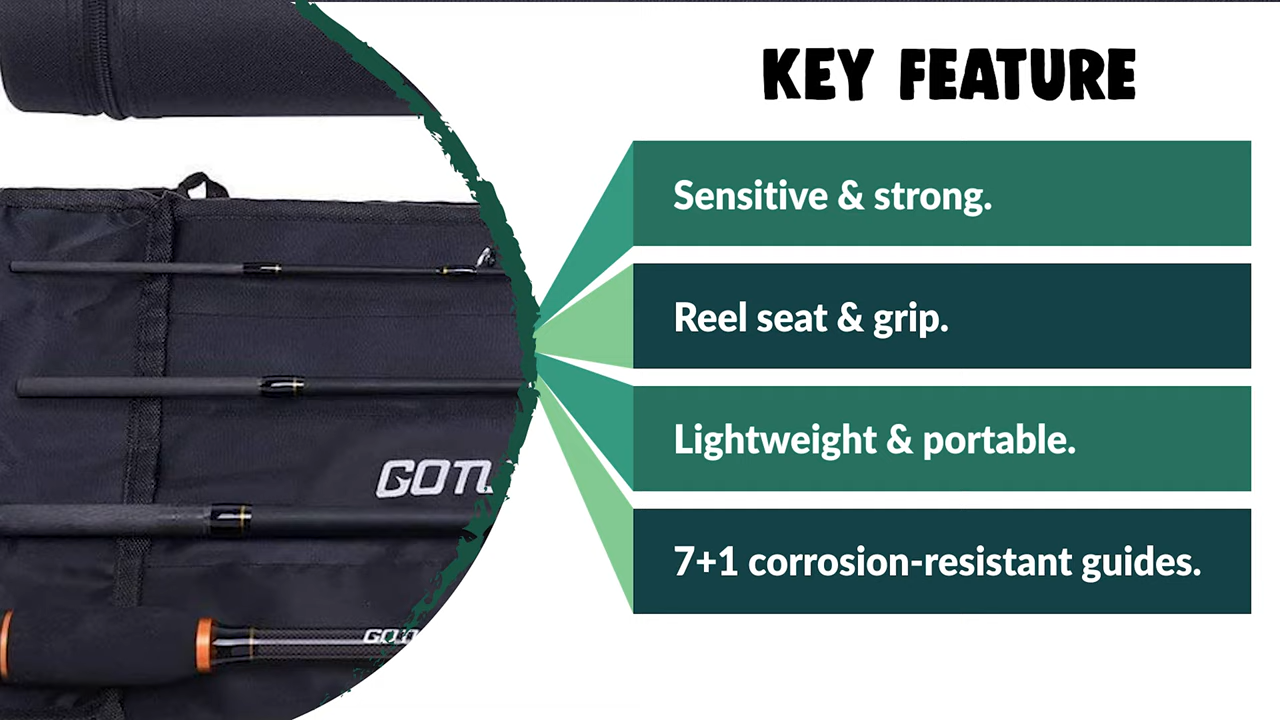 KEY FEATURE
Sensitive & strong.
Reel seat & grip.
Lightweight & portable.
7+1 corrosion-resistant guides.